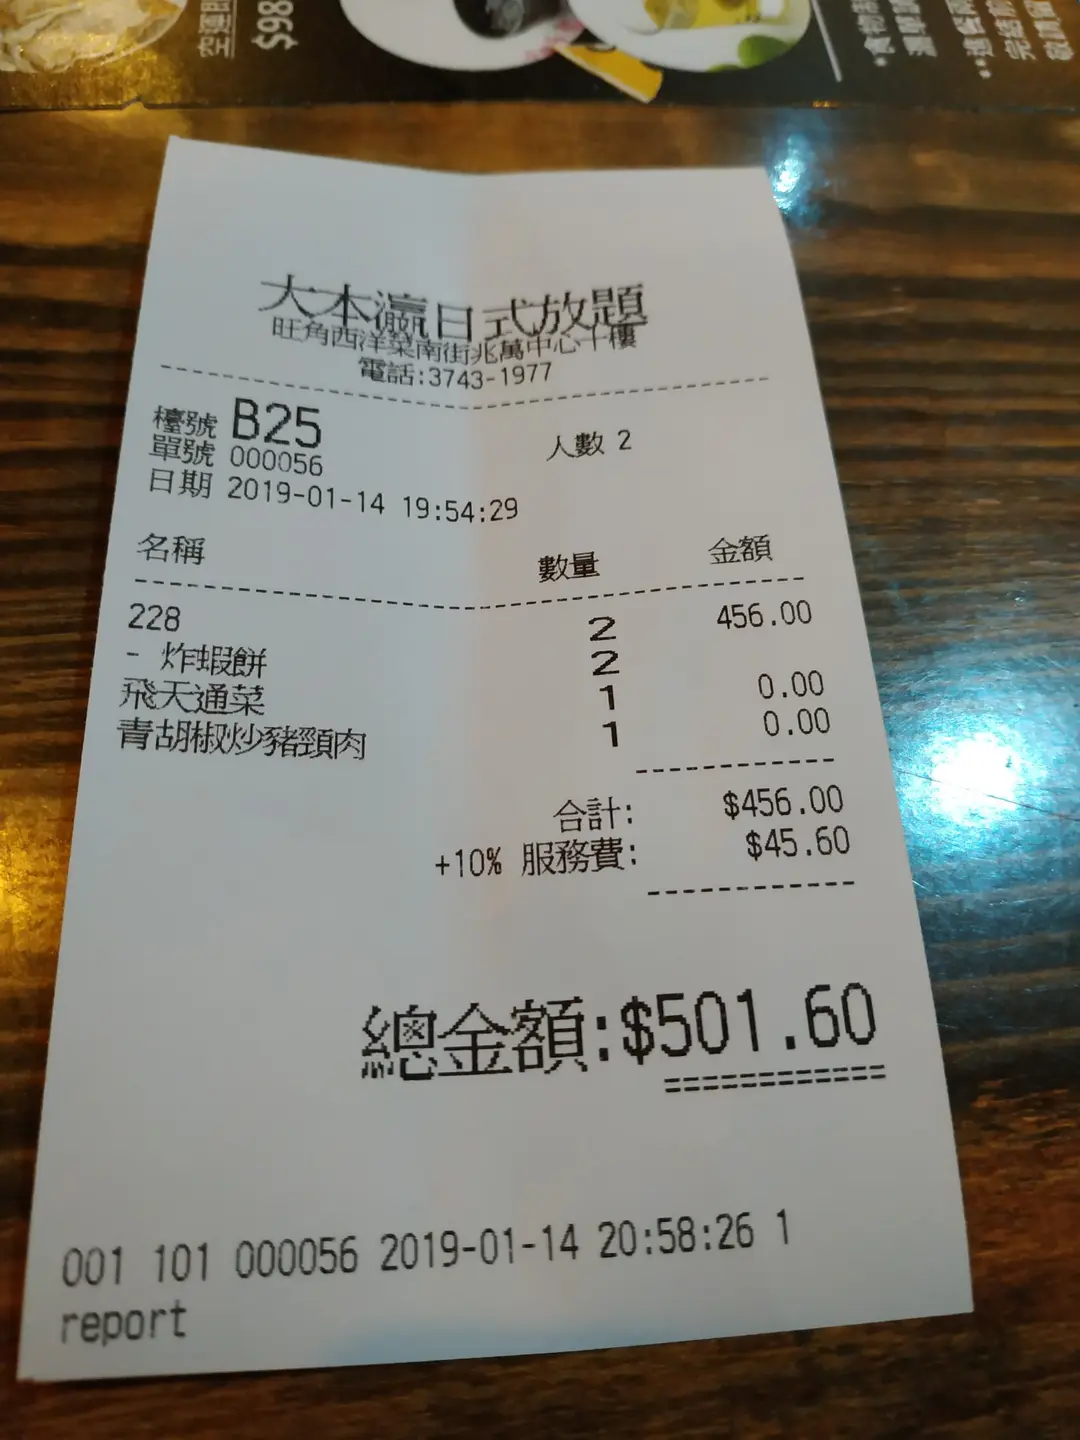 空運
$98
大本瀛日式放題
旺角西洋菜南街兆萬中心十樓
電話:3743-1977
檯號 B25 人數 2
單號 000056
日期 2019-01-14 19:54:29
名稱 數量 金額
228 2 456.00
- 炸蝦餅 2
飛天通菜 1 0.00
青胡椒炒豬頸肉 1 0.00
合計: $456.00
+10% 服務費: $45.60
總金額:$501.60
001 101 000056 2019-01-14 20:58:26 1
report